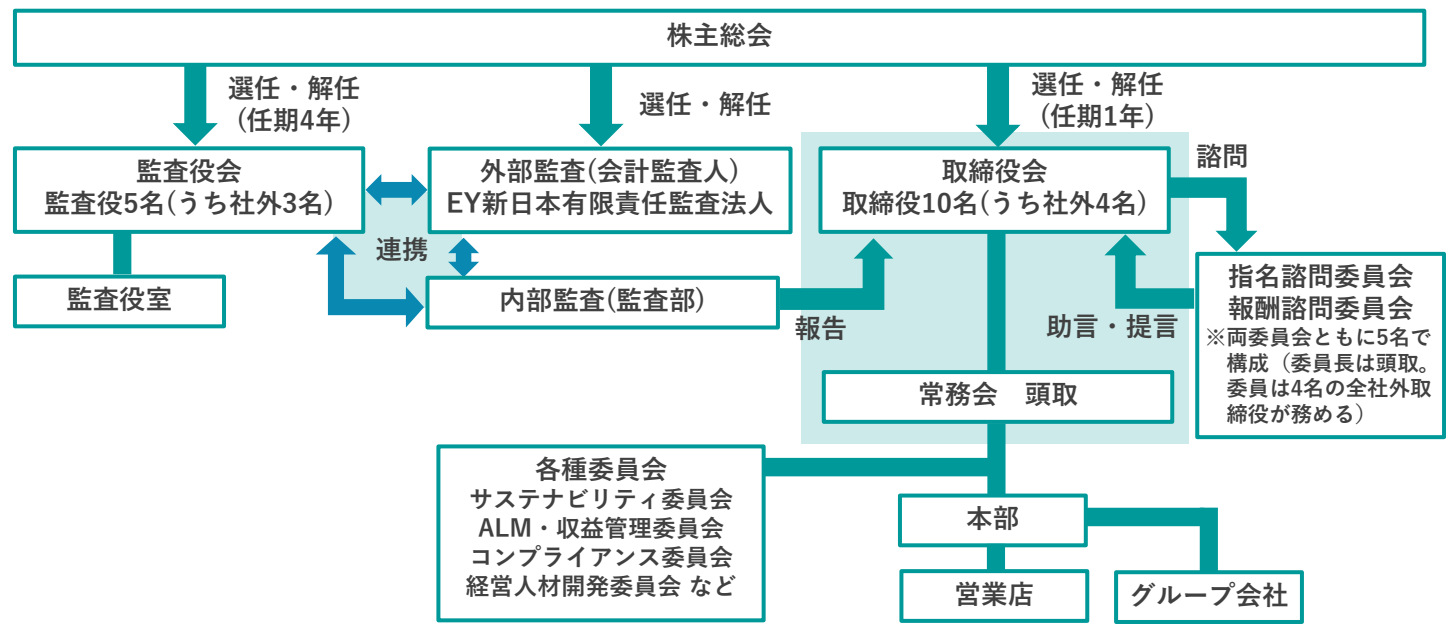 株主総会
選任・解任
(任期4年)
選任・解任
選任・解任
(任期1年)
監査役会
監査役5名(うち社外3名)
外部監査(会計監査人)
EY新日本有限責任監査法人
取締役会
取締役10名(うち社外4名)
諮問
連携
監査役室
内部監査(監査部)
報告
助言・提言
指名諮問委員会
報酬諮問委員会
※両委員会ともに5名で
構成（委員長は頭取。
委員は4名の全社外取
締役が務める）
常務会　頭取
各種委員会
サステナビリティ委員会
ALM・収益管理委員会
コンプライアンス委員会
経営人材開発委員会 など
本部
営業店
グループ会社